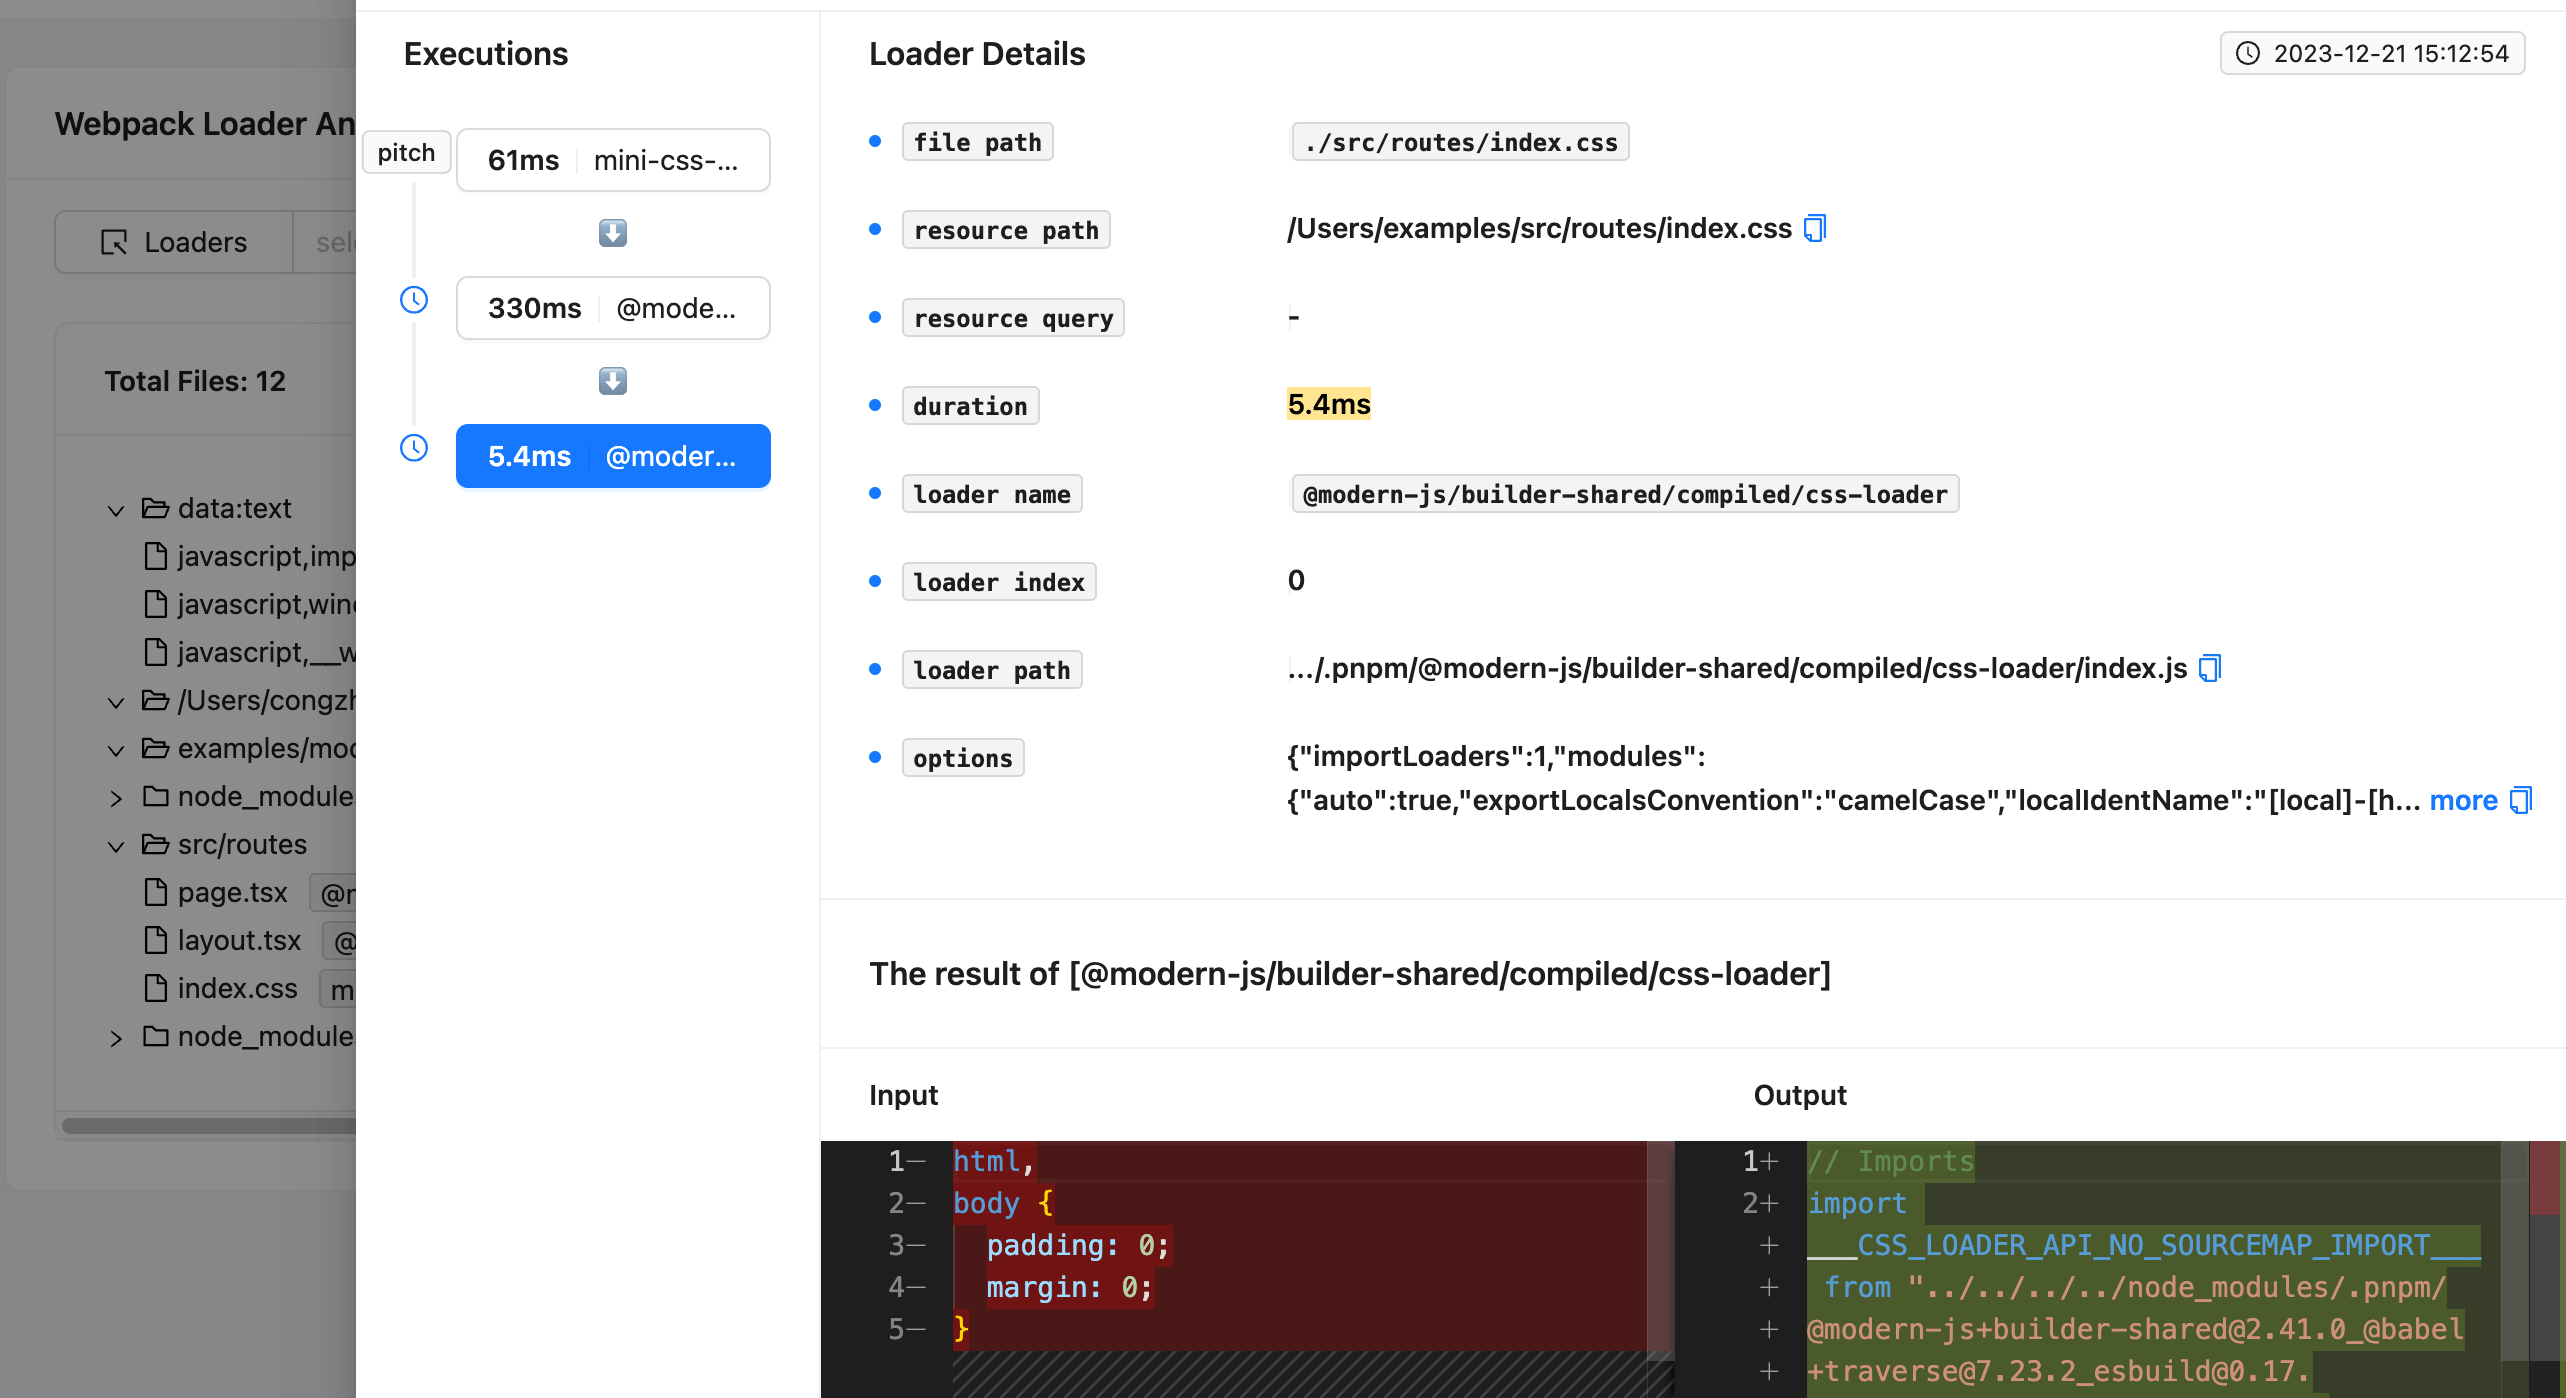 Webpack Loader An
Loaders
Total Files: 12
data:text
javascript,imp
javascript,
javascript,__w
/Users/
examples/
src/routes
page.tsx
layout.tsx
index.css
Executions
pitch
61ms mini-css-...
330ms @mode...
5.4ms @moder...
Loader Details
2023-12-21 15:12:54
file path ./src/routes/index.css
resource path /Users/examples/src/routes/index.css
resource query -
duration 5.4ms
loader name @modern-js/builder-shared/compiled/css-loader
loader index 0
loader path .../.pnpm/@modern-js/builder-shared/compiled/css-loader/index.js
options {"importLoaders":1,"modules":
{"auto":true,"exportLocalsConvention":"camelCase","localIdentName":"[local]-[h... more
The result of [@modern-js/builder-shared/compiled/css-loader]
Input
1— html,
2— body {
3— padding: 0;
4— margin: 0;
5— }
Output
1+ // Imports
2+ import
+ ___CSS_LOADER_API_NO_SOURCEMAP_IMPORT___
+ from "../../../../node_modules/.pnpm/
+ @modern-js+builder-shared@2.41.0_@babel
+ +traverse@7.23.2_esbuild@0.17.